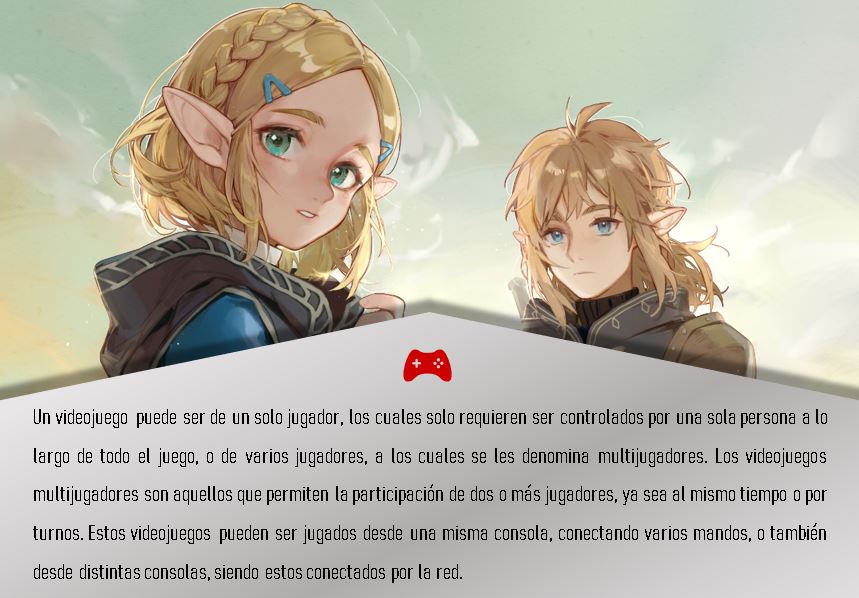 Un videojuego puede ser de un solo jugador, los cuales solo requieren ser controlados por una sola persona a lo
largo de todo el juego, o de varios jugadores, a los cuales se les denomina multijugadores. Los videojuegos
multijugadores son aquellos que permiten la participación de dos o más jugadores, ya sea al mismo tiempo o por
turnos. Estos videojuegos pueden ser jugados desde una misma consola, conectando varios mandos, o también
desde distintas consolas, siendo estos conectados por la red.